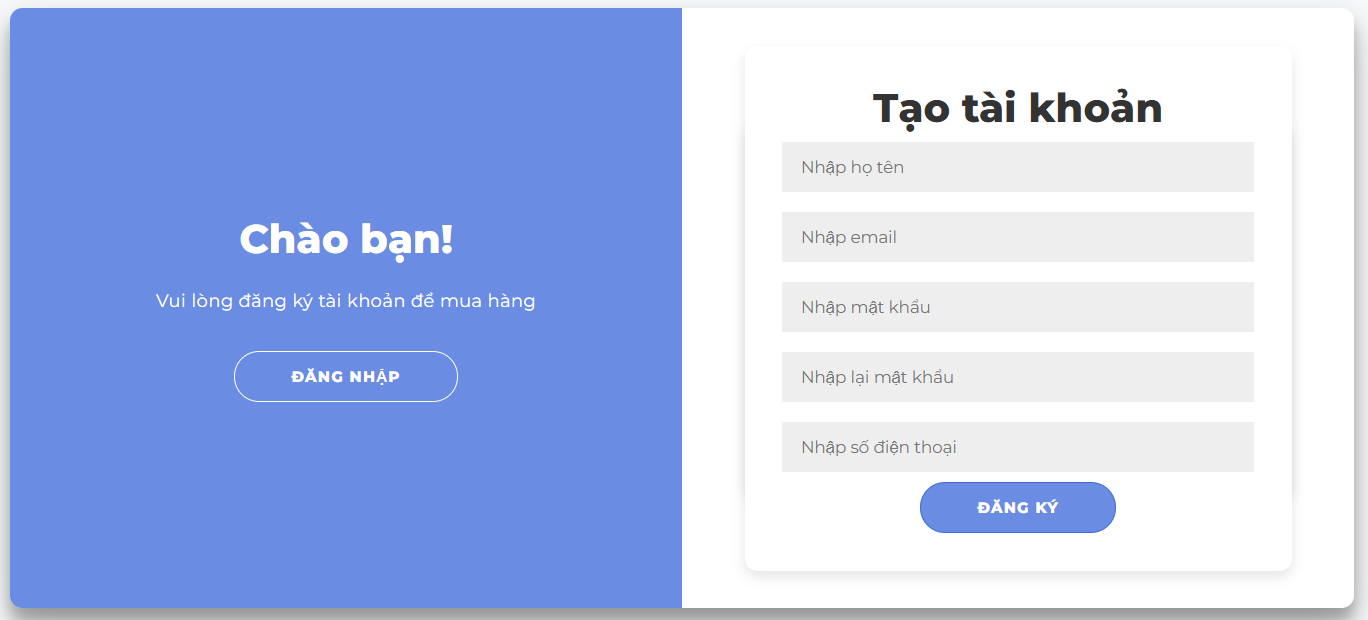 Chào bạn!
Vui lòng đăng ký tài khoản để mua hàng
ĐĂNG NHẬP
Tạo tài khoản
Nhập họ tên
Nhập email
Nhập mật khẩu
Nhập lại mật khẩu
Nhập số điện thoại
ĐĂNG KÝ